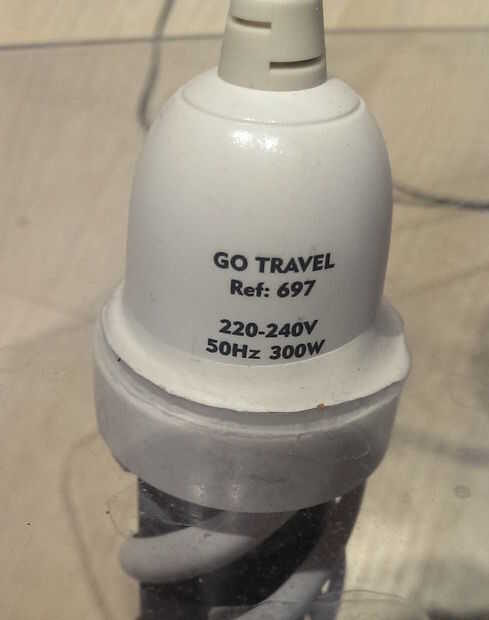 GO TRAVEL
Ref: 697
220-240V
50Hz 300W